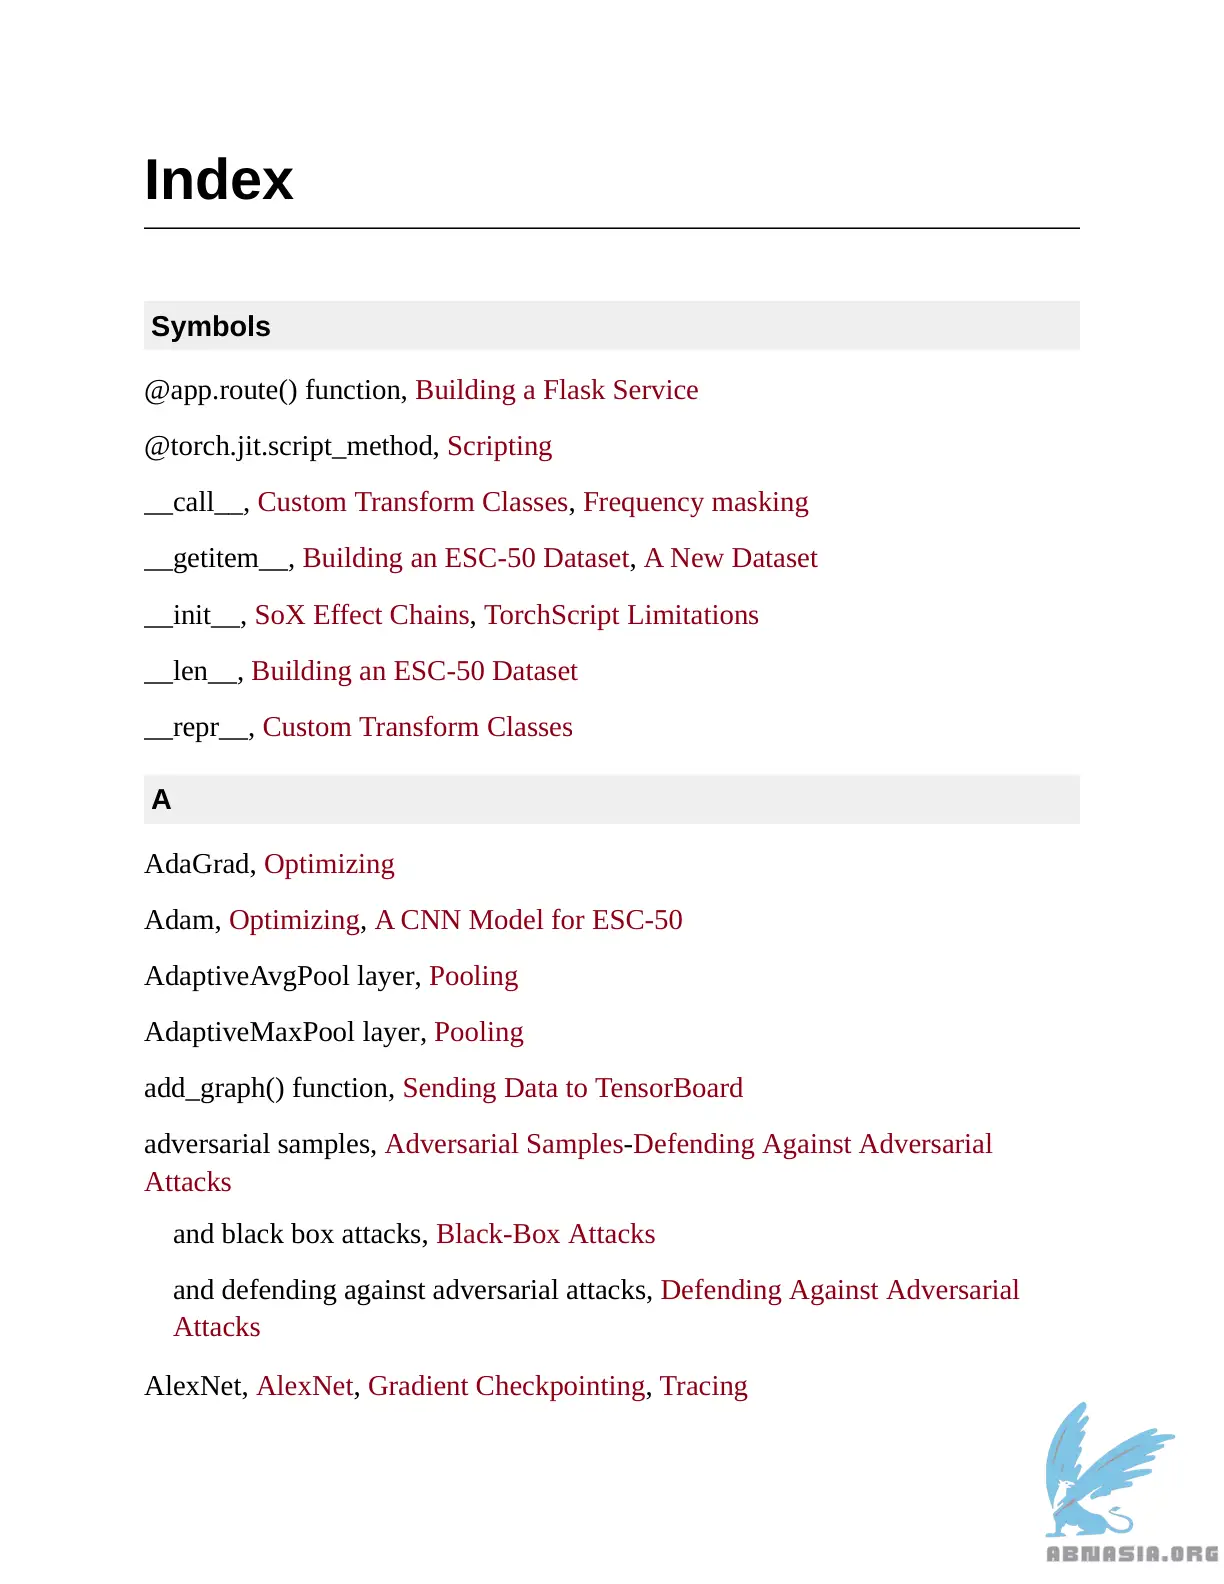 Index
Symbols
@app.route() function, Building a Flask Service
@torch.jit.script_method, Scripting
__call__, Custom Transform Classes, Frequency masking
__getitem__, Building an ESC-50 Dataset, A New Dataset
__init__, SoX Effect Chains, TorchScript Limitations
__len__, Building an ESC-50 Dataset
__repr__, Custom Transform Classes
A
AdaGrad, Optimizing
Adam, Optimizing, A CNN Model for ESC-50
AdaptiveAvgPool layer, Pooling
AdaptiveMaxPool layer, Pooling
add_graph() function, Sending Data to TensorBoard
adversarial samples, Adversarial Samples-Defending Against Adversarial
Attacks
and black box attacks, Black-Box Attacks
and defending against adversarial attacks, Defending Against Adversarial
Attacks
AlexNet, AlexNet, Gradient Checkpointing, Tracing
ABNASIA.ORG